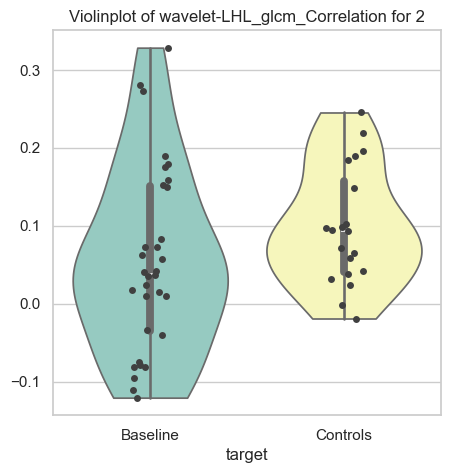 Violinplot of wavelet-LHL_glcm_Correlation for 2
0.3
0.2
0.1
0.0
−0.1
Baseline
Controls
target